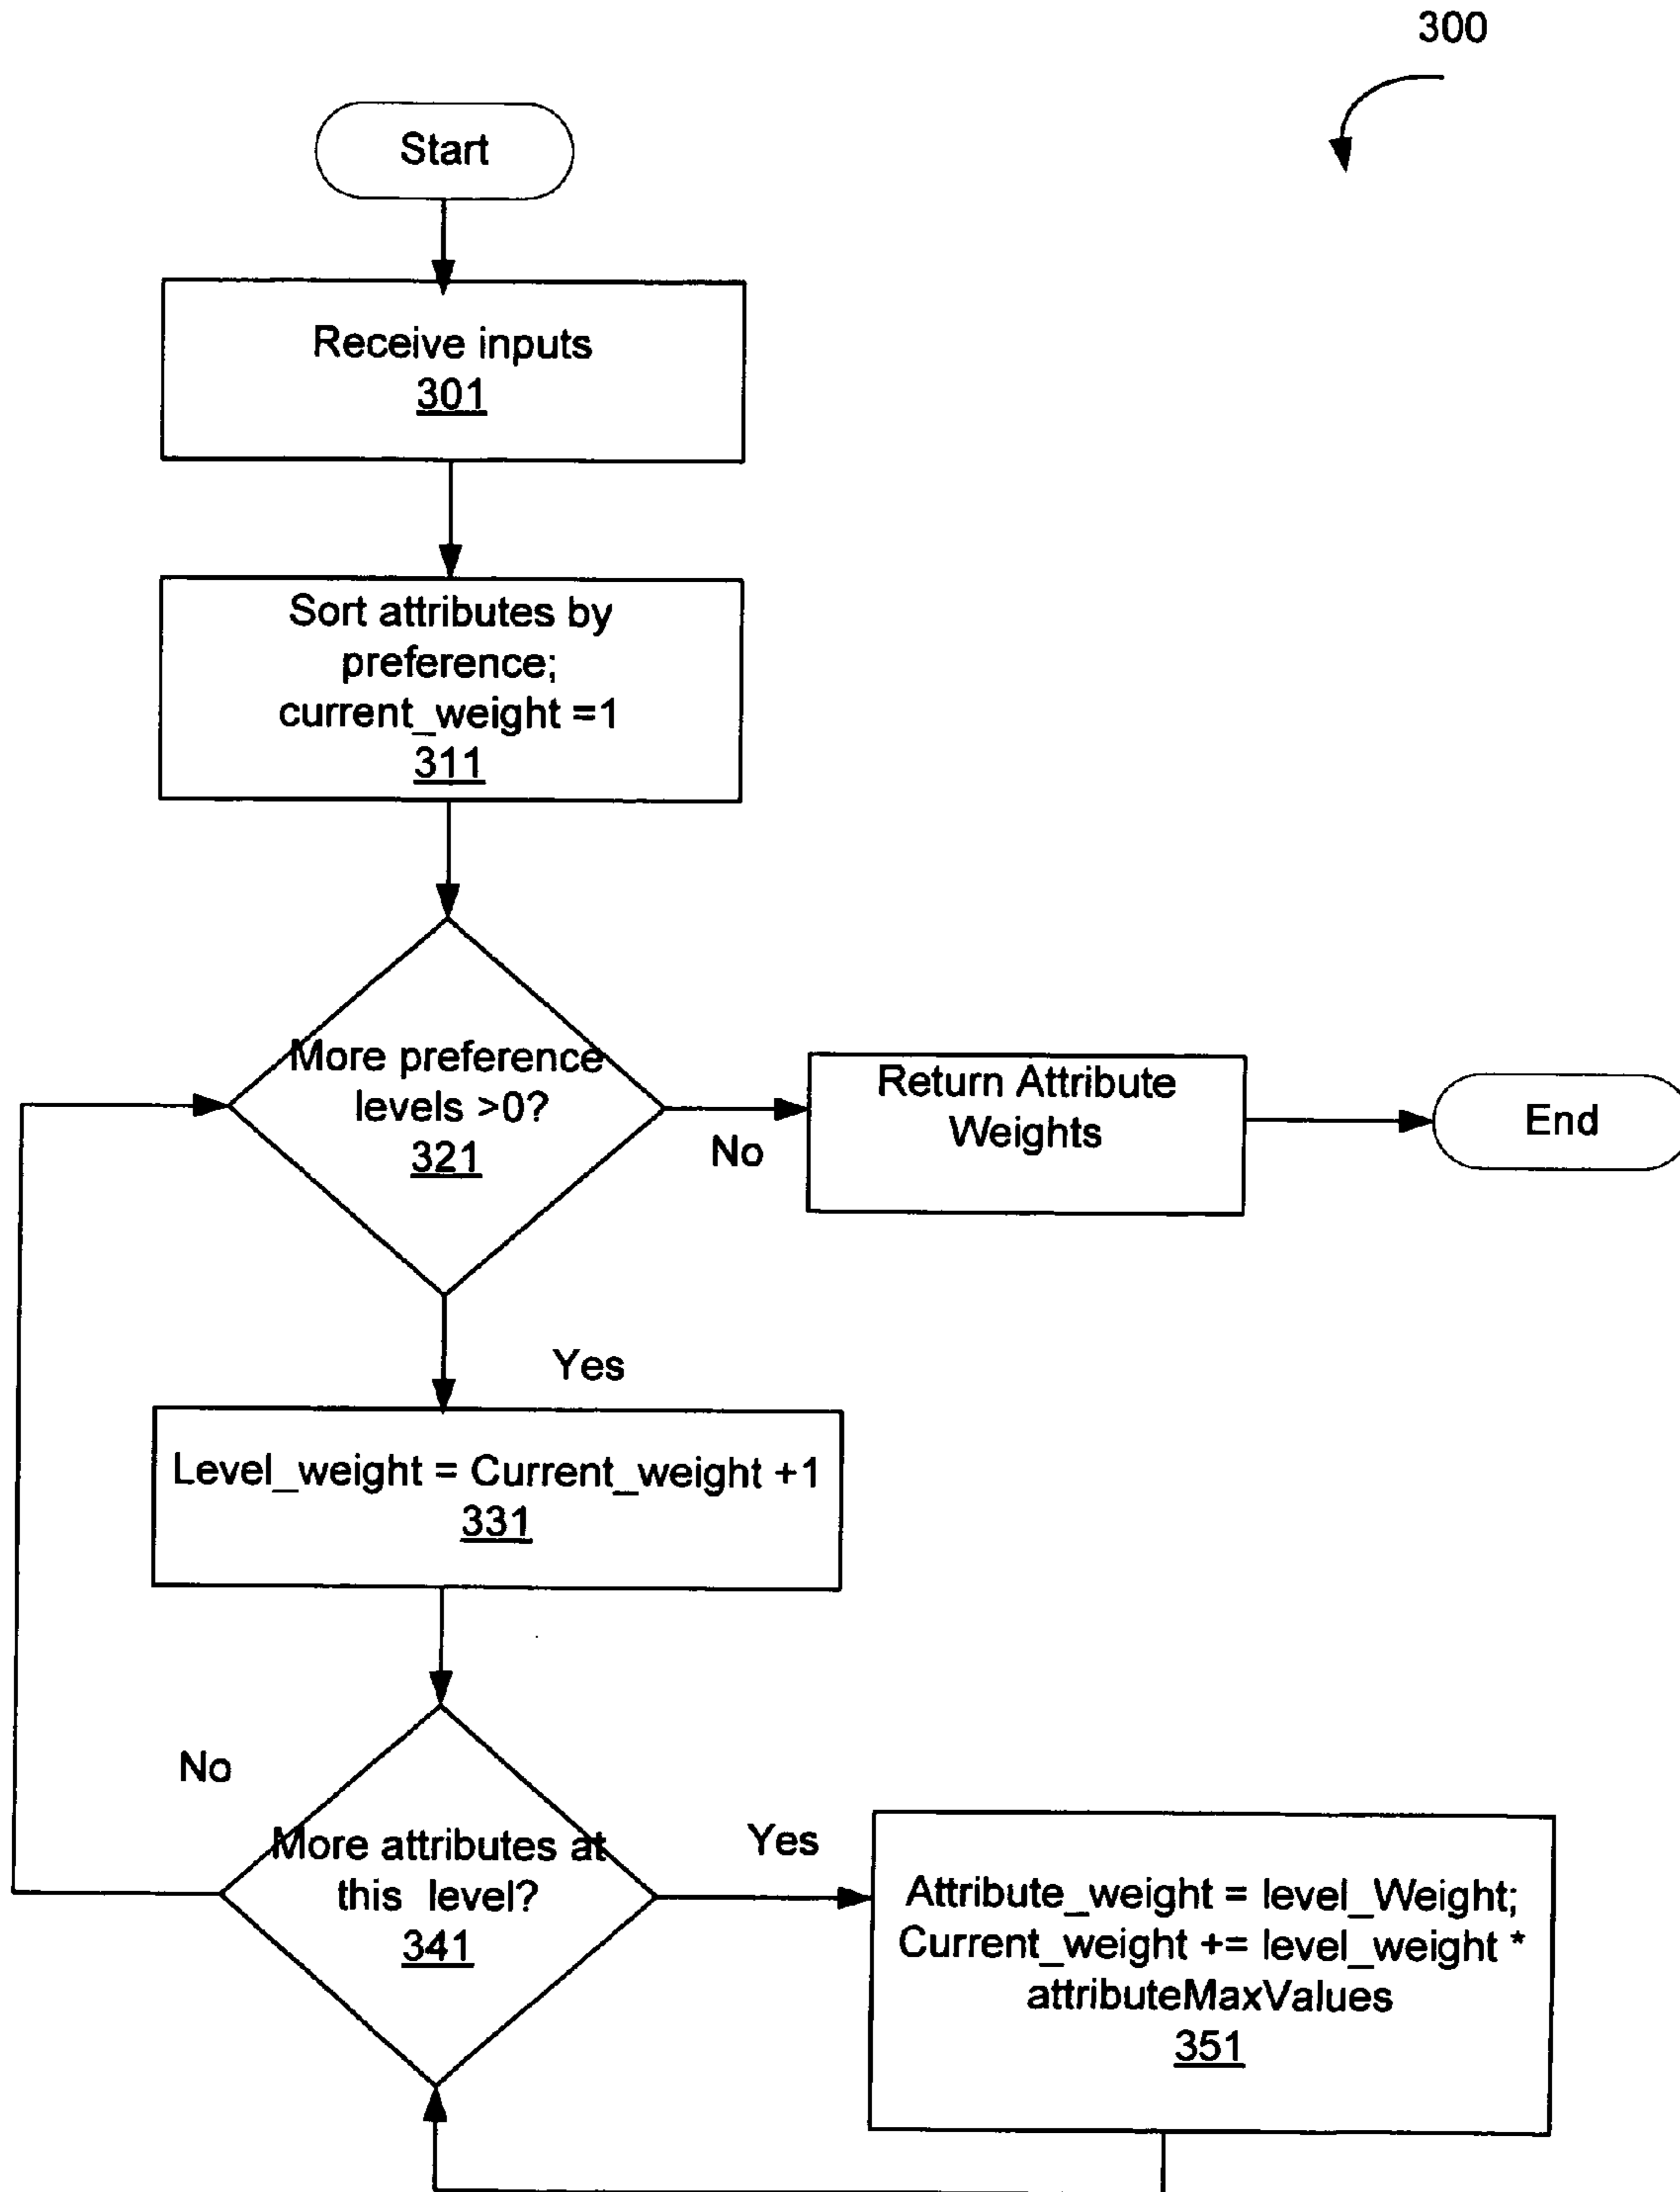 300
Start
Receive inputs
301
Sort attributes by
preference;
current_weight =1
311
More preference
levels >0?
321
No
Return Attribute
Weights
End
Yes
Level_weight = Current_weight +1
331
No
More attributes at
this level?
341
Yes
Attribute_weight = level_Weight;
Current_weight += level_weight *
attributeMaxValues
351